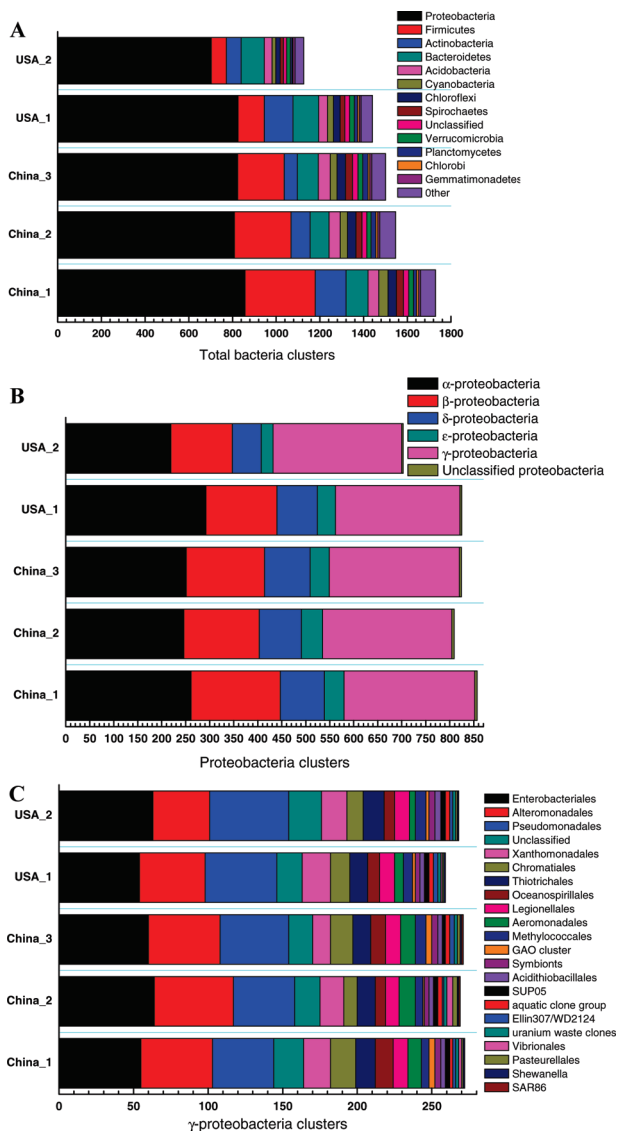 A
Proteobacteria
Firmicutes
Actinobacteria
Bacteroidetes
Acidobacteria
Cyanobacteria
Chloroflexi
Spirochaetes
Unclassified
Verrucomicrobia
Planctomycetes
Chlorobi
Gemmatimonadetes
0ther
USA_2
USA_1
China_3
China_2
China_1
0 200 400 600 800 1000 1200 1400 1600 1800
Total bacteria clusters
B
α-proteobacteria
β-proteobacteria
δ-proteobacteria
ε-proteobacteria
γ-proteobacteria
Unclassified proteobacteria
USA_2
USA_1
China_3
China_2
China_1
0 50 100 150 200 250 300 350 400 450 500 550 600 650 700 750 800 850
Proteobacteria clusters
C
Enterobacteriales
Alteromonadales
Pseudomonadales
Unclassified
Xanthomonadales
Chromatiales
Thiotrichales
Oceanospirillales
Legionellales
Aeromonadales
Methylococcales
GAO cluster
Symbionts
Acidithiobacillales
SUP05
aquatic clone group
Ellin307/WD2124
uranium waste clones
Vibrionales
Pasteurellales
Shewanella
SAR86
USA_2
USA_1
China_3
China_2
China_1
0 50 100 150 200 250
γ-proteobacteria clusters